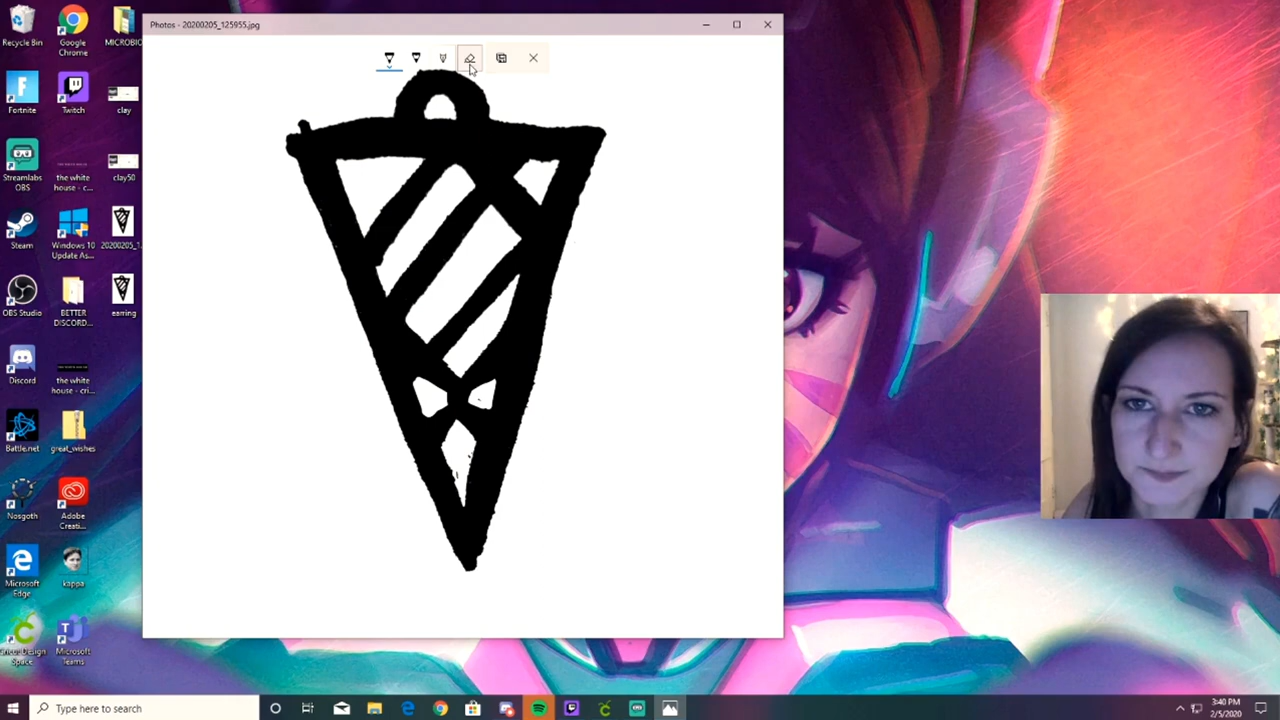 Photos - 20200205_125955.jpg
Recycle Bin
Google
Chrome
MICROBIO
Fortnite
Twitch
clay
Streamlabs
OBS
the white
house - c...
clay50
Steam
Windows 10
Update As...
20200205_1...
OBS Studio
BETTER
DISCORD...
earring
Discord
the white
house - cri...
Battle.net
great_wishes
Nosgoth
Adobe
Creati...
Microsoft
Edge
kappa
Design
Space
Microsoft
Teams
Type here to search
3:40 PM
2/5/2020